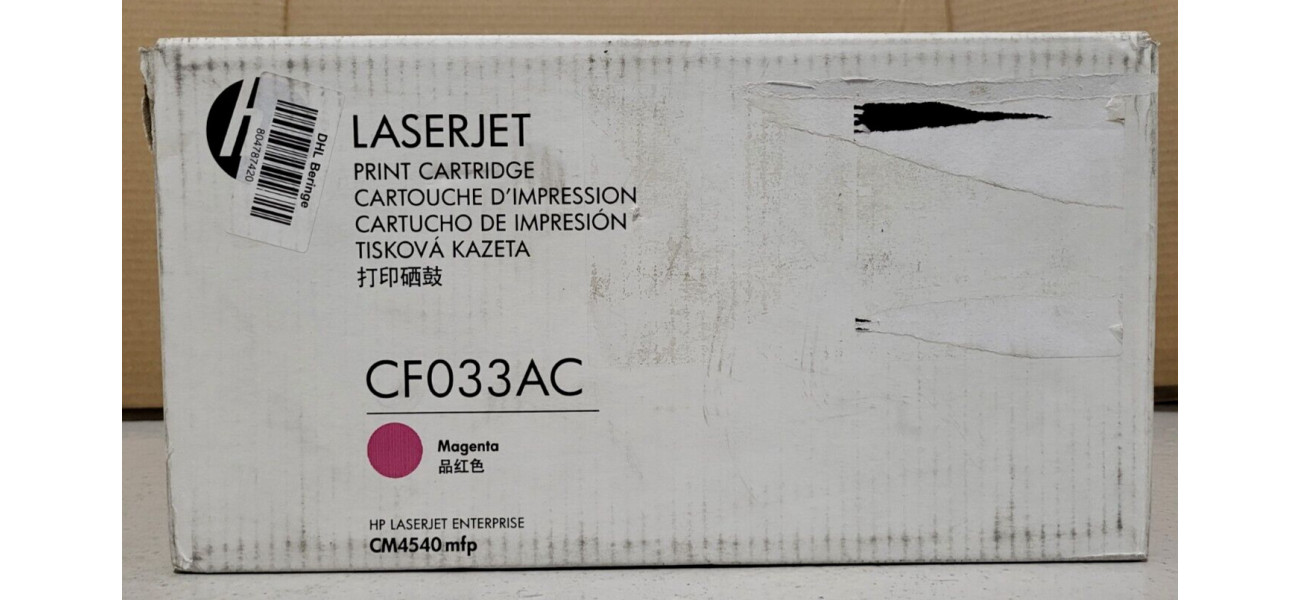 DHL Beringe
804787420
LASERJET
PRINT CARTRIDGE
CARTOUCHE D'IMPRESSION
CARTUCHO DE IMPRESIÓN
TISKOVÁ KAZETA
打印硒鼓
CF033AC
Magenta
品红色
HP LASERJET ENTERPRISE
CM4540 mfp